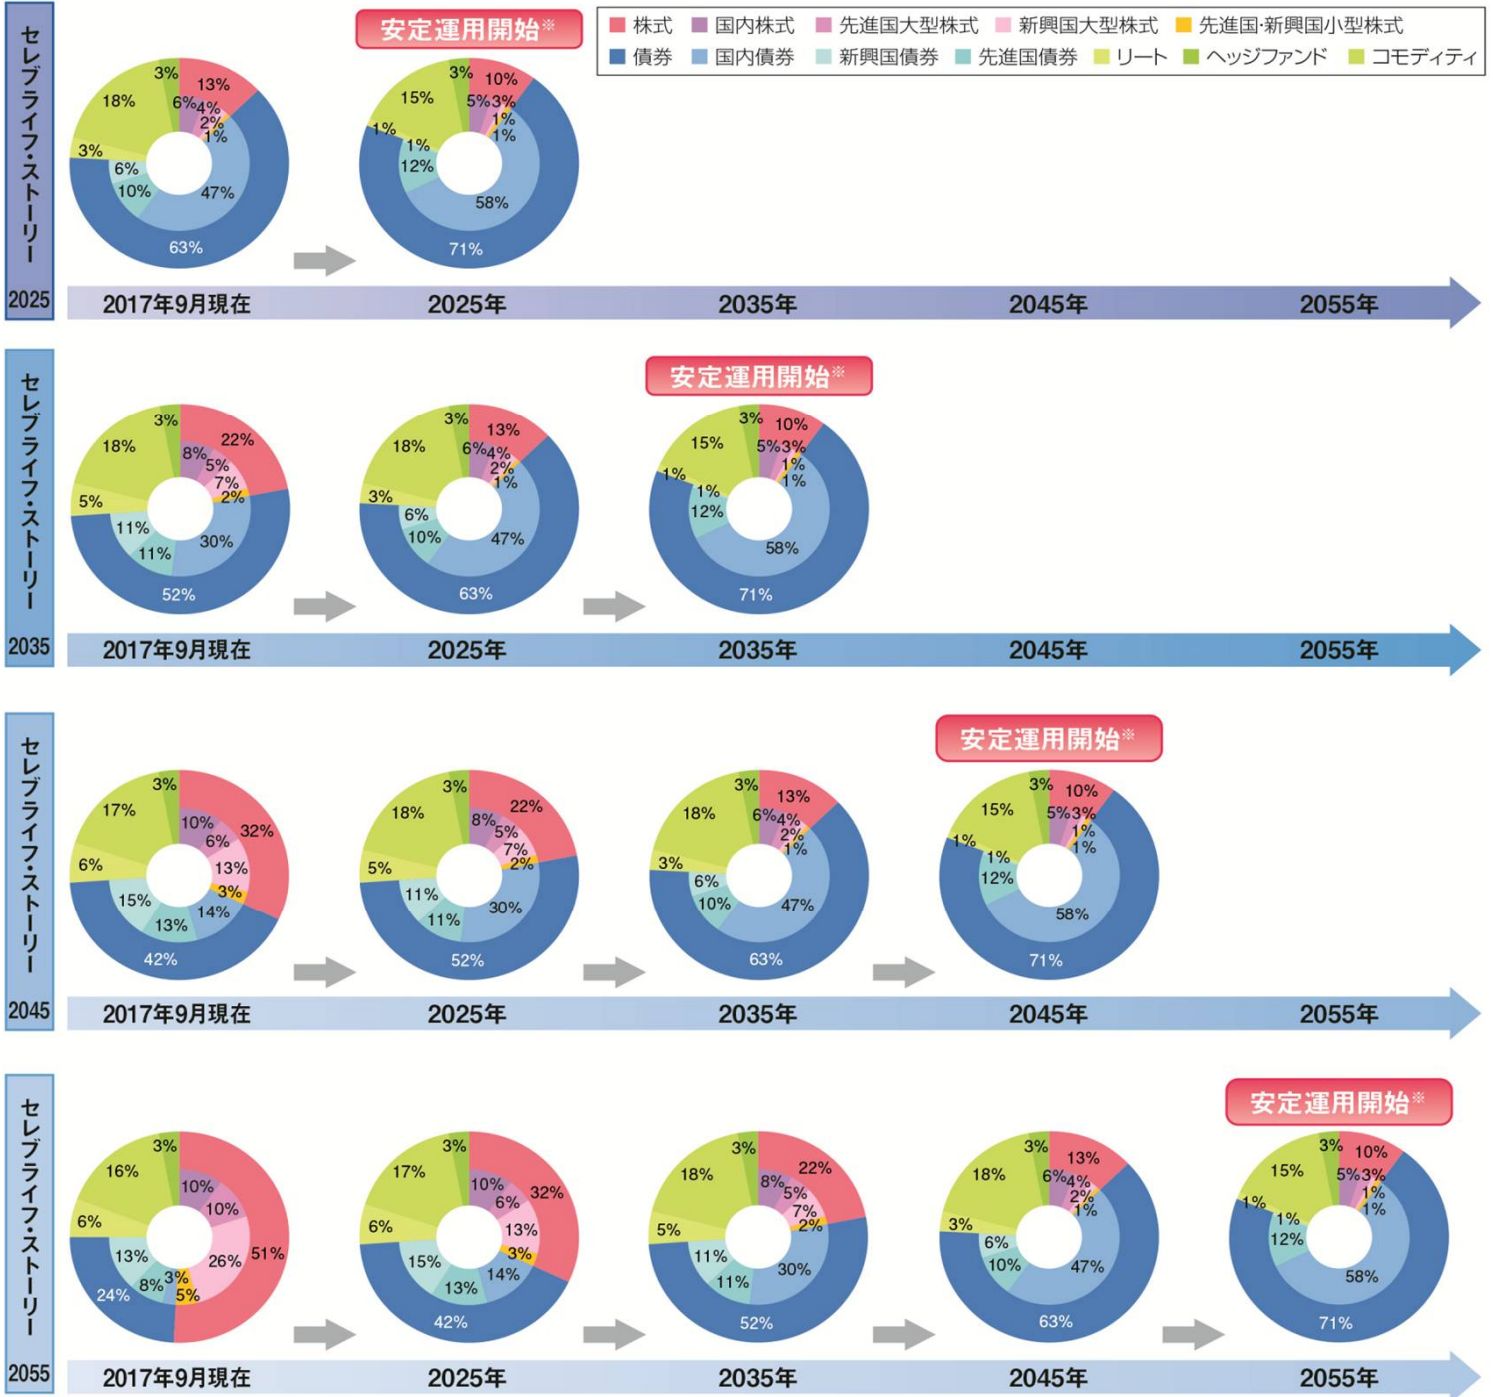 安定運用開始※
株式 国内株式 先進国大型株式 新興国大型株式 先進国・新興国小型株式
債券 国内債券 新興国債券 先進国債券 リート ヘッジファンド コモディティ
セレブライフ・ストーリー
2025
3% 13% 18% 6% 4% 2% 1% 3% 6% 10% 47% 63%
3% 10% 15% 5% 3% 1% 1% 1% 1% 12% 58% 71%
2017年9月現在 2025年 2035年 2045年 2055年
安定運用開始※
セレブライフ・ストーリー
2035
3% 22% 18% 8% 5% 7% 2% 5% 11% 11% 30% 52%
3% 13% 18% 6% 4% 2% 1% 3% 6% 10% 47% 63%
3% 10% 15% 5% 3% 1% 1% 1% 1% 12% 58% 71%
2017年9月現在 2025年 2035年 2045年 2055年
安定運用開始※
セレブライフ・ストーリー
2045
3% 17% 10% 32% 6% 6% 13% 3% 15% 14% 13% 42%
3% 22% 18% 8% 5% 7% 2% 5% 11% 11% 30% 52%
3% 13% 18% 6% 4% 2% 1% 3% 6% 10% 47% 63%
3% 10% 15% 5% 3% 1% 1% 1% 1% 12% 58% 71%
2017年9月現在 2025年 2035年 2045年 2055年
安定運用開始※
セレブライフ・ストーリー
2055
3% 16% 10% 10% 6% 51% 13% 26% 3% 8% 5% 24%
3% 17% 10% 32% 6% 6% 13% 3% 15% 14% 13% 42%
3% 22% 18% 8% 5% 7% 2% 5% 11% 11% 30% 52%
3% 13% 18% 6% 4% 2% 1% 3% 6% 10% 47% 63%
3% 10% 15% 5% 3% 1% 1% 1% 1% 12% 58% 71%
2017年9月現在 2025年 2035年 2045年 2055年